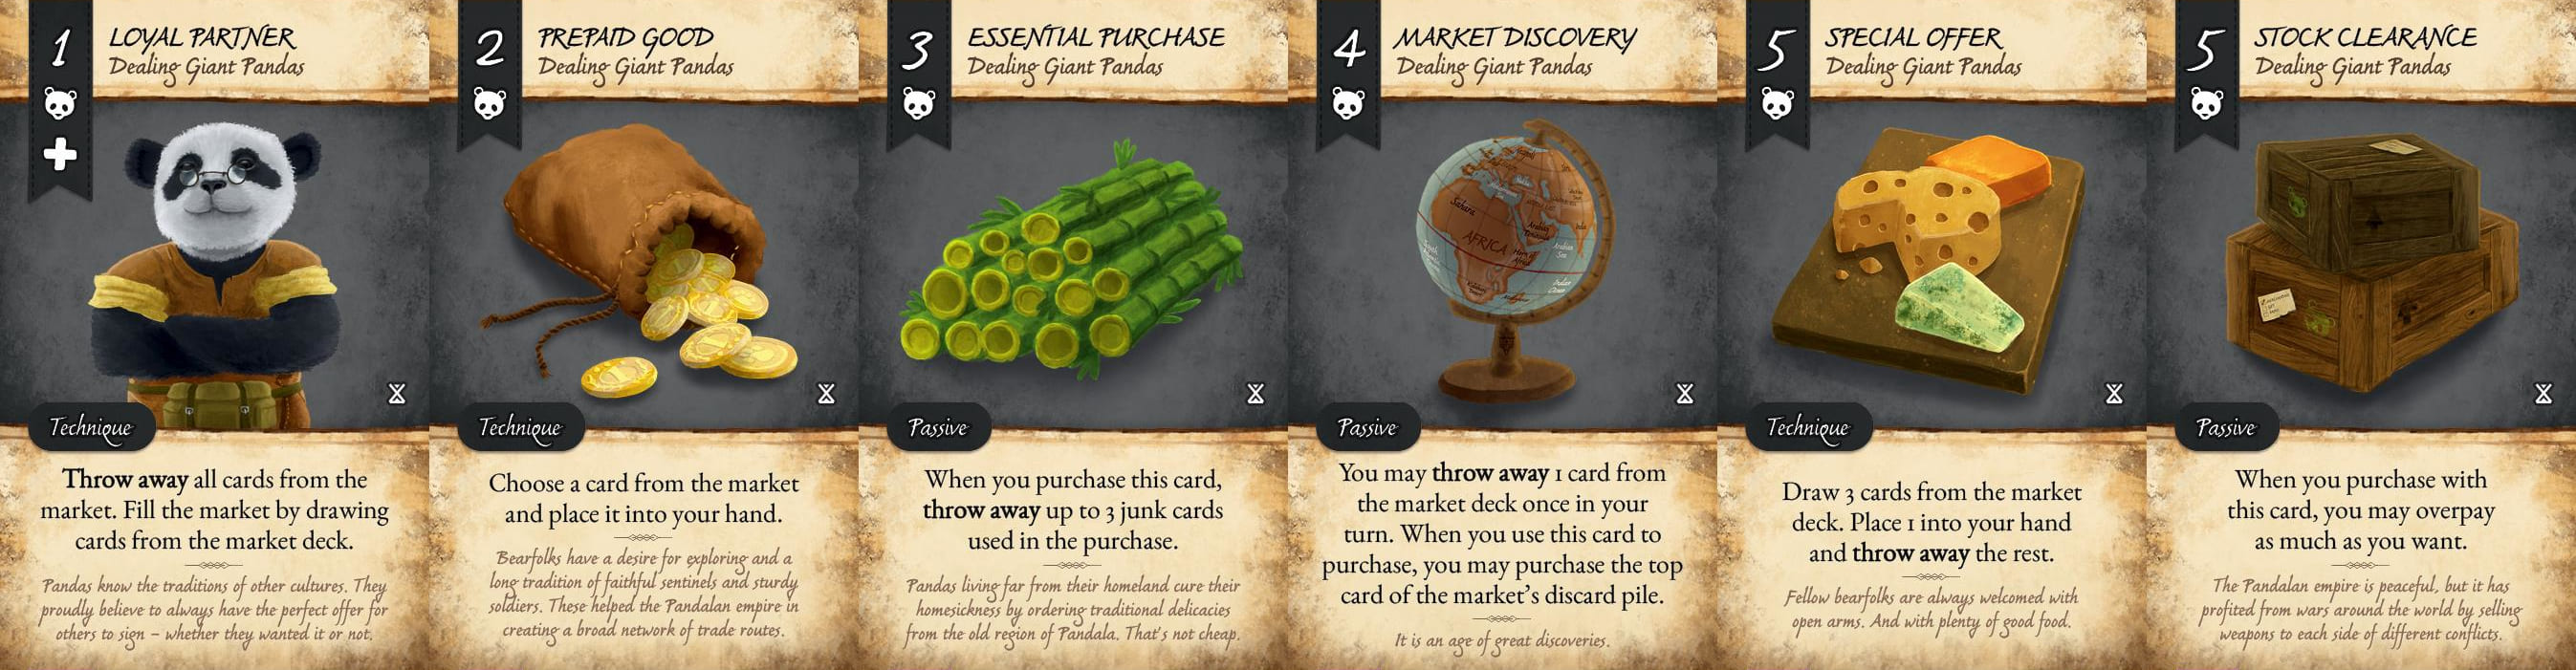 1
LOYAL PARTNER
Dealing Giant Pandas
Technique
Throw away all cards from the
market. Fill the market by drawing
cards from the market deck.
Pandas know the traditions of other cultures. They
proudly believe to always have the perfect offer for
others to sign – whether they wanted it or not.
2
PREPAID GOOD
Dealing Giant Pandas
Technique
Choose a card from the market
and place it into your hand.
Bearfolks have a desire for exploring and a
long tradition of faithful sentinels and sturdy
soldiers. These helped the Pandalan empire in
creating a broad network of trade routes.
3
ESSENTIAL PURCHASE
Dealing Giant Pandas
Passive
When you purchase this card,
throw away up to 3 junk cards
used in the purchase.
Pandas living far from their homeland cure their
homesickness by ordering traditional delicacies
from the old region of Pandala. That's not cheap.
4
MARKET DISCOVERY
Dealing Giant Pandas
Sahara
AFRICA
Arabian
Sea
Indian
Passive
You may throw away 1 card from
the market deck once in your
turn. When you use this card to
purchase, you may purchase the top
card of the market's discard pile.
It is an age of great discoveries.
5
SPECIAL OFFER
Dealing Giant Pandas
Technique
Draw 3 cards from the market
deck. Place 1 into your hand
and throw away the rest.
Fellow bearfolks are always welcomed with
open arms. And with plenty of good food.
5
STOCK CLEARANCE
Dealing Giant Pandas
Passive
When you purchase with
this card, you may overpay
as much as you want.
The Pandalan empire is peaceful, but it has
profited from wars around the world by selling
weapons to each side of different conflicts.